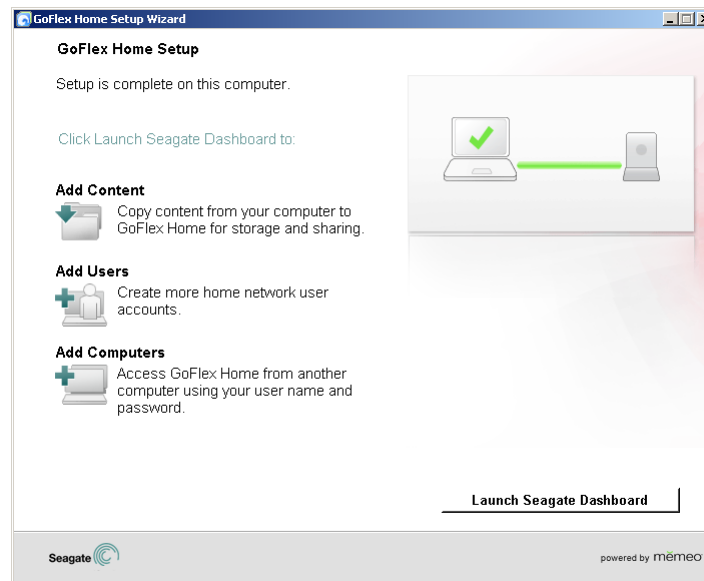 GoFlex Home Setup Wizard
GoFlex Home Setup
Setup is complete on this computer.
Click Launch Seagate Dashboard to:
Add Content
Copy content from your computer to
GoFlex Home for storage and sharing.
Add Users
Create more home network user
accounts.
Add Computers
Access GoFlex Home from another
computer using your user name and
password.
Launch Seagate Dashboard
Seagate
powered by mēmeo